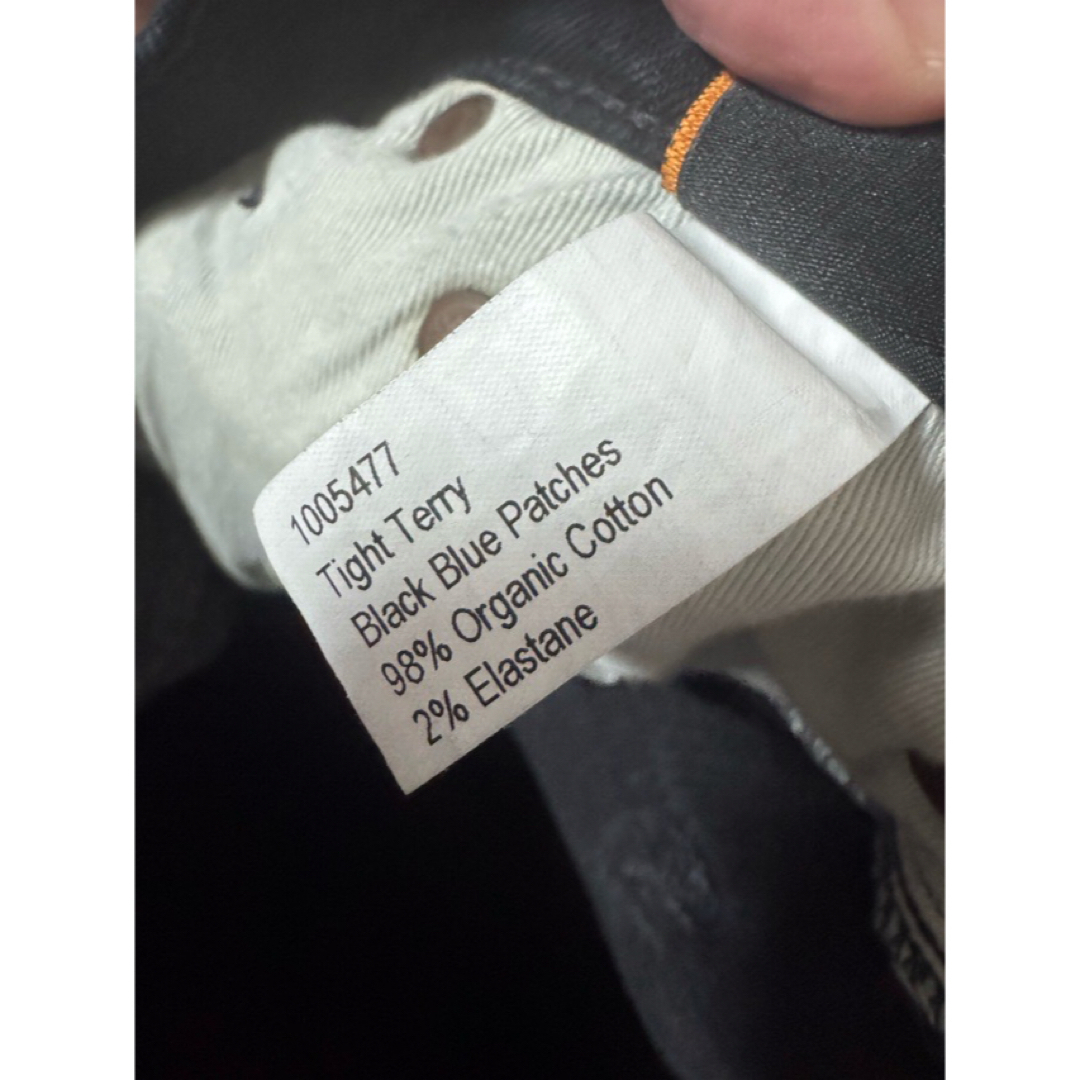 1005477
Tight Terry
Black Blue Patches
98% Organic Cotton
2% Elastane